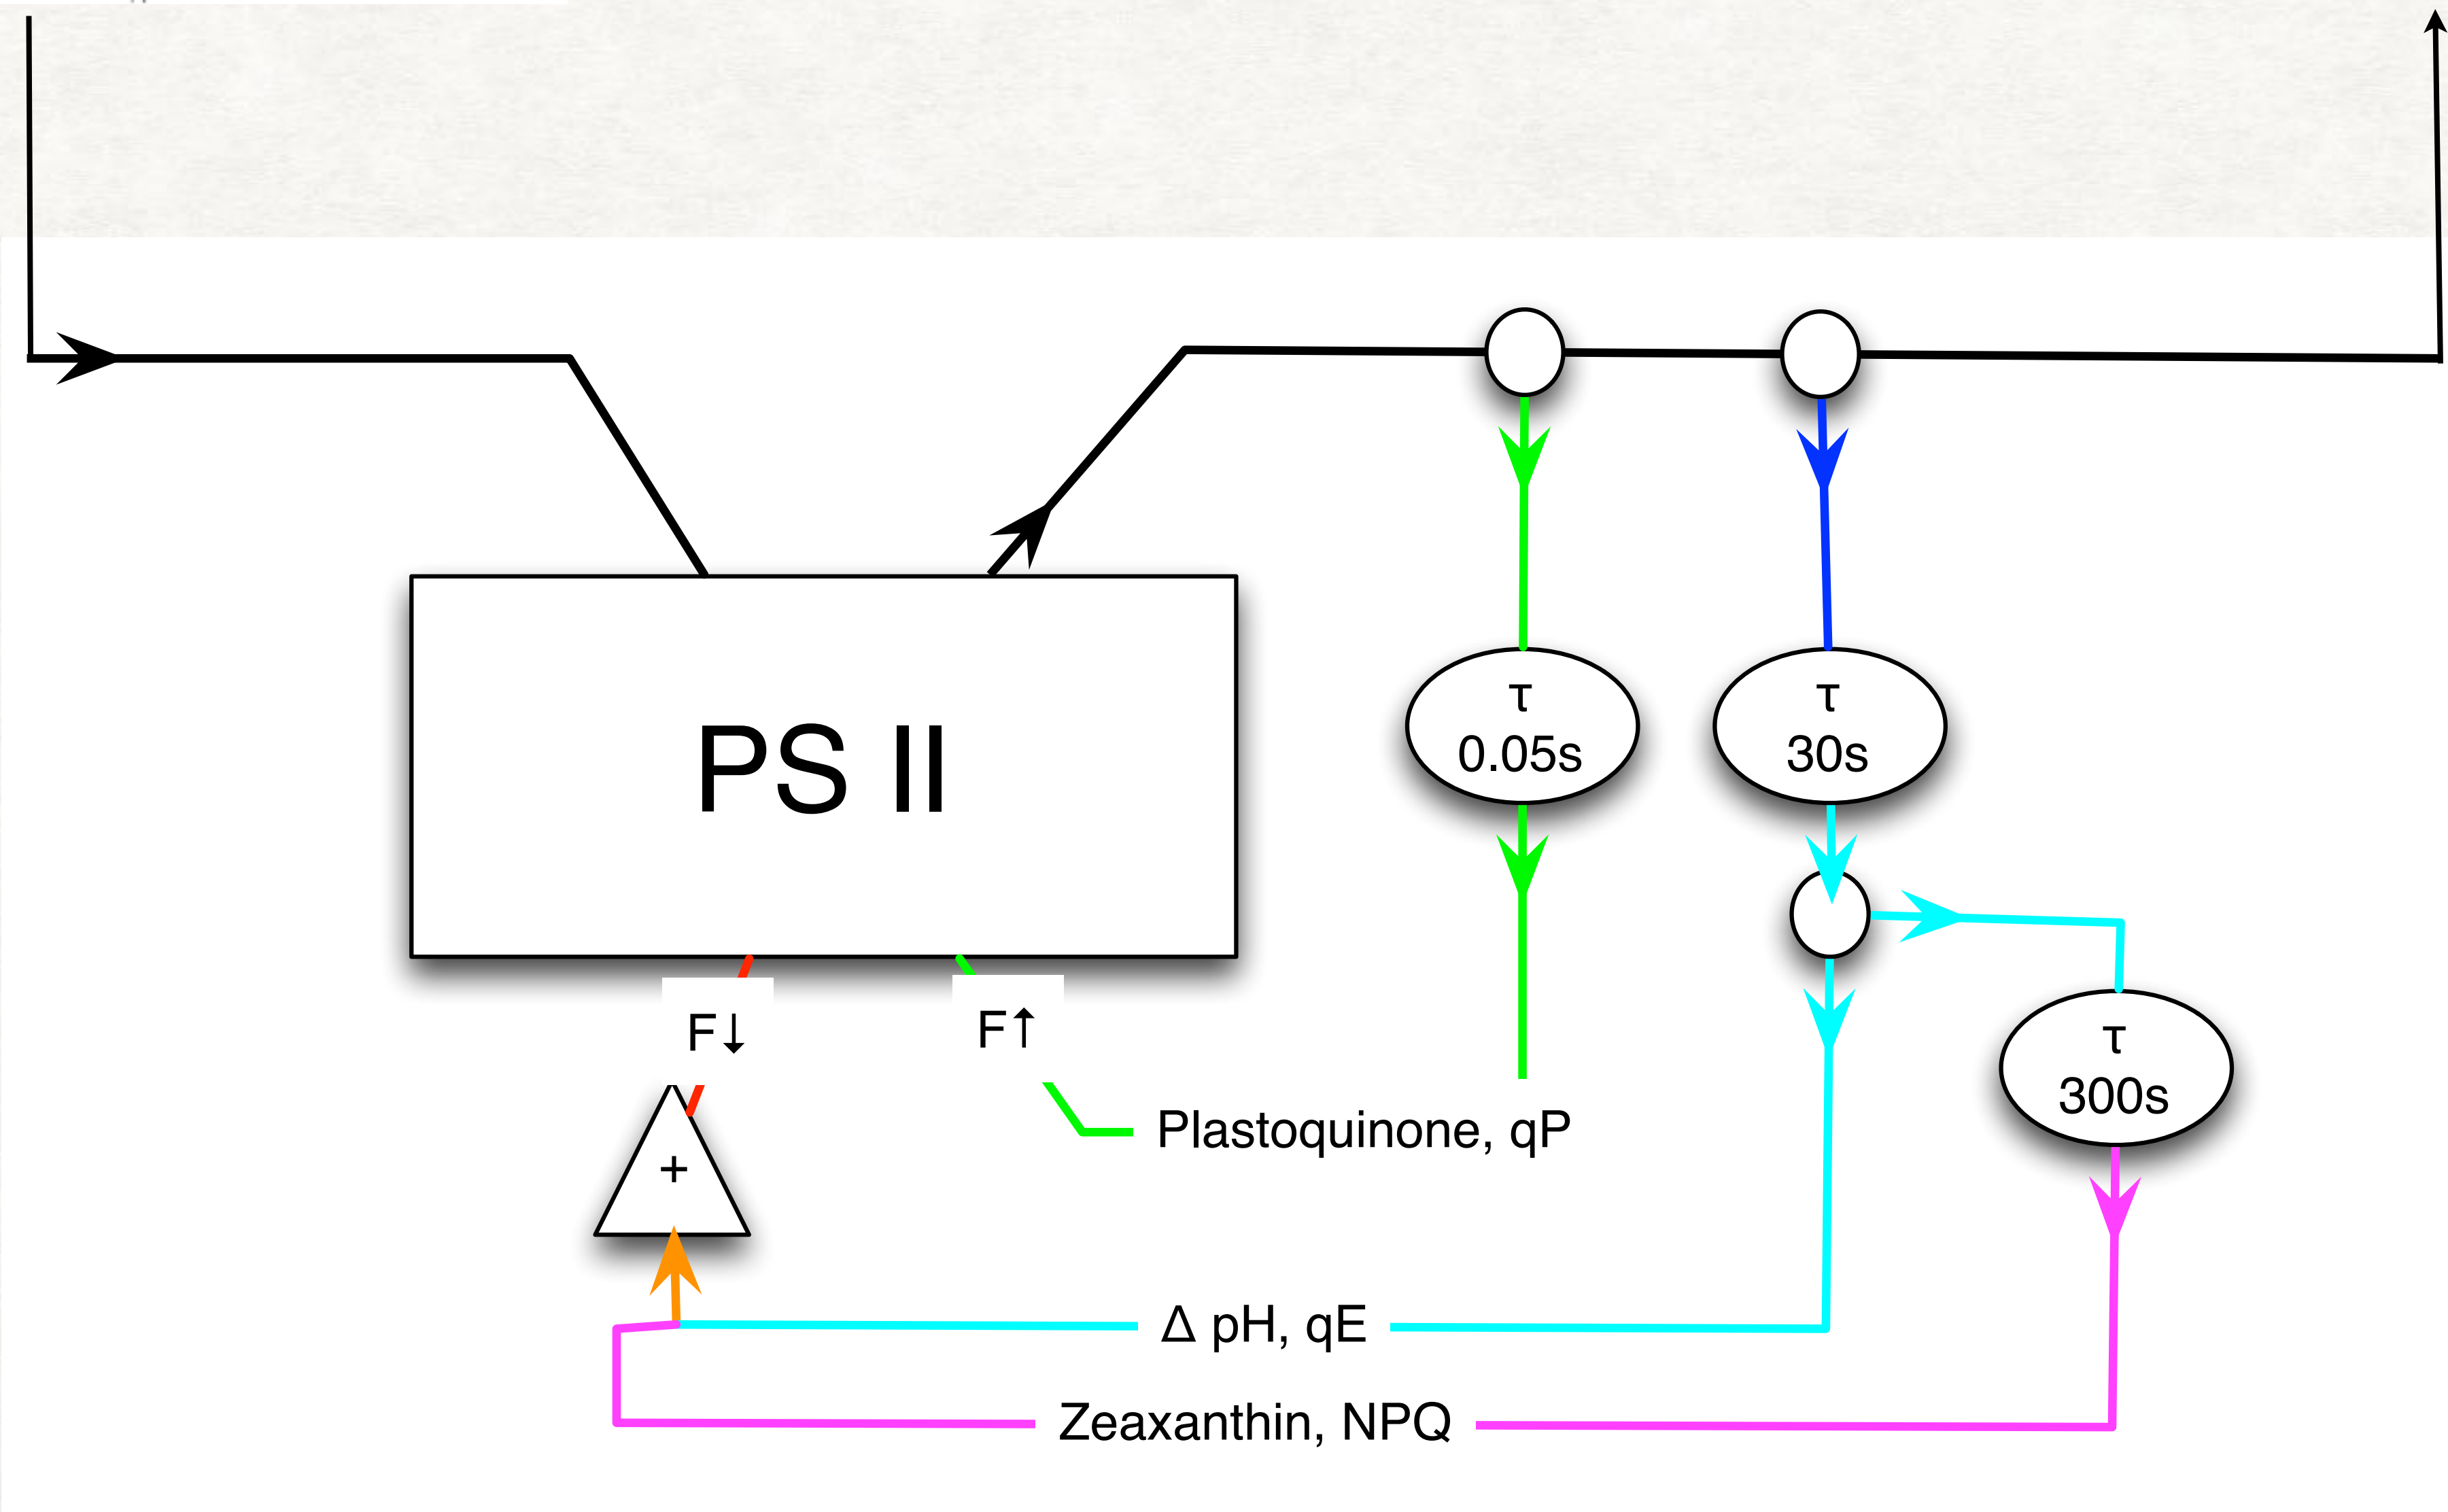 PS II
τ
0.05s
τ
30s
F↓
F↑
τ
300s
Plastoquinone, qP
+
Δ pH, qE
Zeaxanthin, NPQ